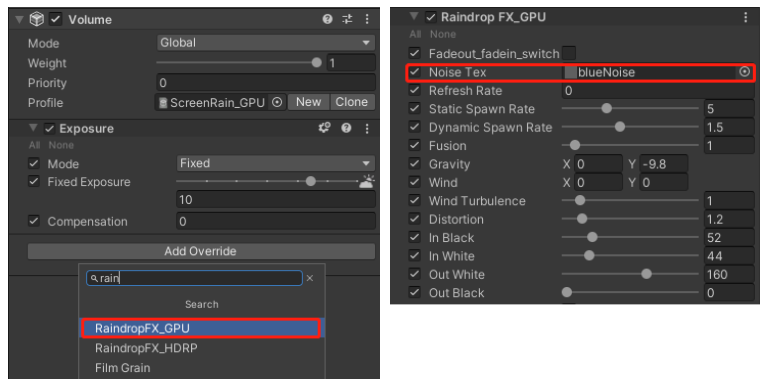 Volume
Mode Global
Weight 1
Priority 0
Profile ScreenRain_GPU New Clone
Exposure
All None
Mode Fixed
Fixed Exposure
10
Compensation 0
Add Override
rain
Search
RaindropFX_GPU
RaindropFX_HDRP
Film Grain
Raindrop FX_GPU
All None
Fadeout_fadein_switch
Noise Tex blueNoise
Refresh Rate 0
Static Spawn Rate 5
Dynamic Spawn Rate 1.5
Fusion 1
Gravity X 0 Y -9.8
Wind X 0 Y 0
Wind Turbulence 1
Distortion 1.2
In Black 52
In White 44
Out White 160
Out Black 0